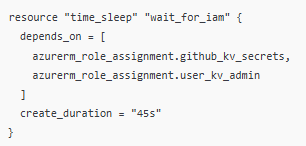 resource "time_sleep" "wait_for_iam" {
  depends_on = [
    azurerm_role_assignment.github_kv_secrets,
    azurerm_role_assignment.user_kv_admin
  ]
  create_duration = "45s"
}